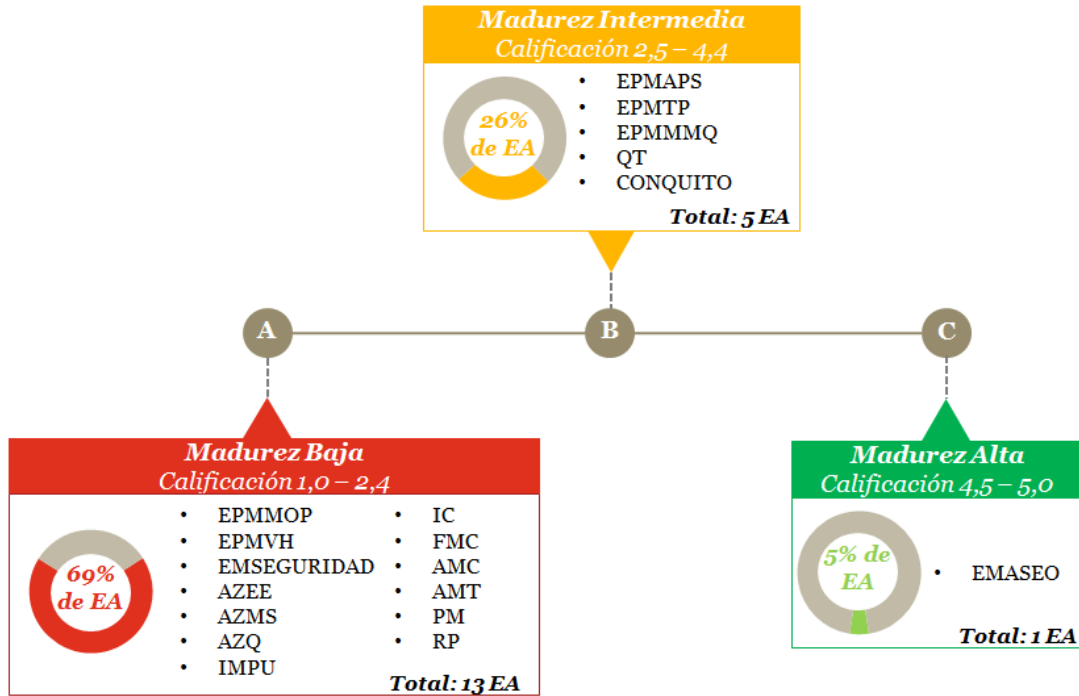 Madurez Intermedia
Calificación 2,5 – 4,4
26%
de EA
• EPMAPS
• EPMTP
• EPMMMQ
• QT
• CONQUITO
Total: 5 EA
A
B
C
Madurez Baja
Calificación 1,0 – 2,4
69%
de EA
• EPMMOP
• EPMVH
• EMSEGURIDAD
• AZEE
• AZMS
• AZQ
• IMPU
• IC
• FMC
• AMC
• AMT
• PM
• RP
Total: 13 EA
Madurez Alta
Calificación 4,5 – 5,0
5% de
EA
• EMASEO
Total: 1 EA